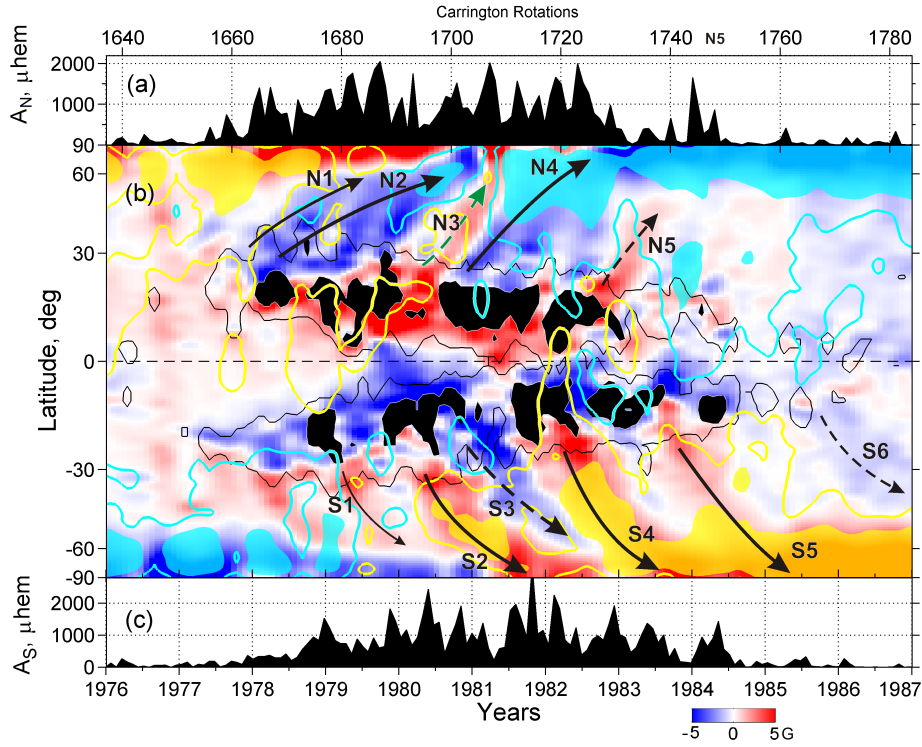 Carrington Rotations
1640 1660 1680 1700 1720 1740 N5 1760 1780
A_N, μhem
2000
1000
(a)
90
60
30
0
-30
-60
-90
Latitude, deg
(b)
N1 N2 N3 N4 N5
S1 S2 S3 S4 S5 S6
A_S, μhem
2000
1000
0
(c)
1976 1977 1978 1979 1980 1981 1982 1983 1984 1985 1986 1987
Years
-5 0 5G